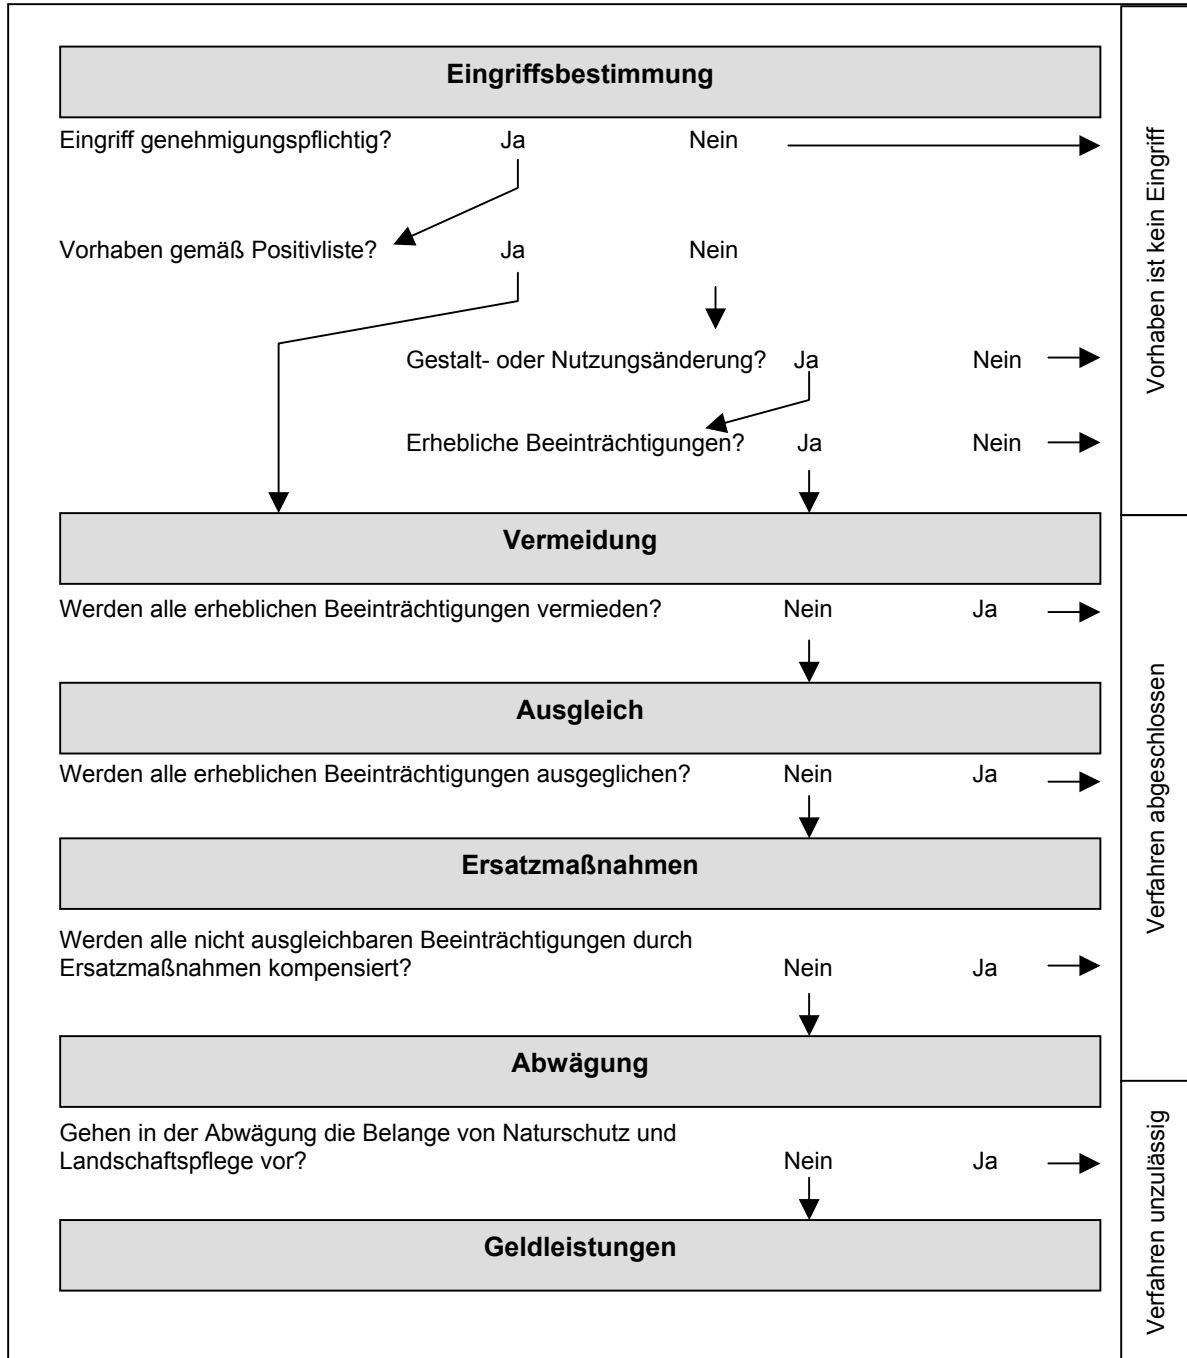 Eingriffsbestimmung
Eingriff genehmigungspflichtig? Ja Nein
Vorhaben gemäß Positivliste? Ja Nein
Gestalt- oder Nutzungsänderung? Ja Nein
Erhebliche Beeinträchtigungen? Ja Nein
Vorhaben ist kein Eingriff
Vermeidung
Werden alle erheblichen Beeinträchtigungen vermieden? Nein Ja
Ausgleich
Werden alle erheblichen Beeinträchtigungen ausgeglichen? Nein Ja
Ersatzmaßnahmen
Werden alle nicht ausgleichbaren Beeinträchtigungen durch
Ersatzmaßnahmen kompensiert? Nein Ja
Verfahren abgeschlossen
Abwägung
Gehen in der Abwägung die Belange von Naturschutz und
Landschaftspflege vor? Nein Ja
Geldleistungen
Verfahren unzulässig